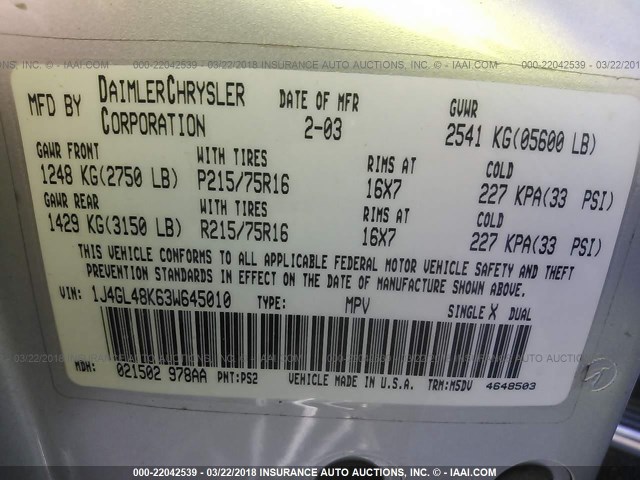 000-22042539 - 03/22/2018 INSURANCE AUTO AUCTIONS - © - IAAI.COM
MFD BY DAIMLERCHRYSLER CORPORATION DATE OF MFR 2-03 GVWR 2541 KG(05600 LB)
GAWR FRONT WITH TIRES RIMS AT COLD
1248 KG(2750 LB) P215/75R16 16X7 227 KPA(33 PSI)
GAWR REAR WITH TIRES RIMS AT COLD
1429 KG(3150 LB) R215/75R16 16X7 227 KPA(33 PSI)
THIS VEHICLE CONFORMS TO ALL APPLICABLE FEDERAL MOTOR VEHICLE SAFETY AND THEFT
PREVENTION STANDARDS IN EFFECT ON THE DATE OF MANUFACTURE SHOWN ABOVE.
VIN: 1J4GL48K63W645010 TYPE: MPV SINGLE X DUAL
MDH: 021502 978AA PNT:PS2 VEHICLE MADE IN U.S.A. TRM:M5DV 4648503
000-22042539 - 03/22/2018 INSURANCE AUTO AUCTIONS - © - IAAI.COM